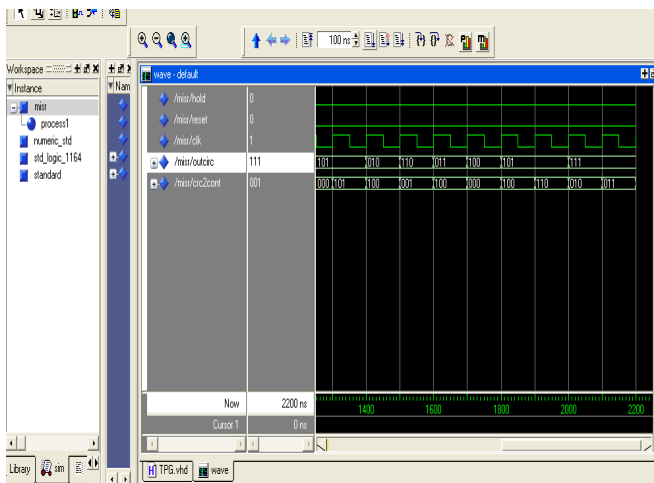 100 ns
Workspace
Instance
misr
process1
numeric_std
std_logic_1164
standard
Nam
wave - default
/misr/hold 0
/misr/reset 0
/misr/clk 1
/misr/outcirc 111 101 010 110 011 100 101 111
/misr/crc2cont 001 000 101 100 001 100 000 100 110 010 011
Now 2200 ns
1400 1600 1800 2000 2200
Cursor 1 0 ns
Library sim
TPG.vhd wave